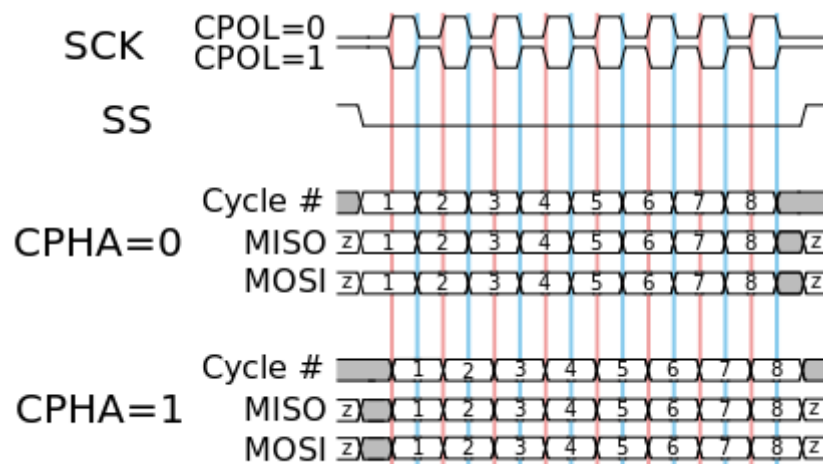 SCK
CPOL=0
CPOL=1
SS
Cycle # 1 2 3 4 5 6 7 8
CPHA=0
MISO z 1 2 3 4 5 6 7 8 z
MOSI z 1 2 3 4 5 6 7 8 z
Cycle # 1 2 3 4 5 6 7 8
CPHA=1
MISO z 1 2 3 4 5 6 7 8 z
MOSI z 1 2 3 4 5 6 7 8 z